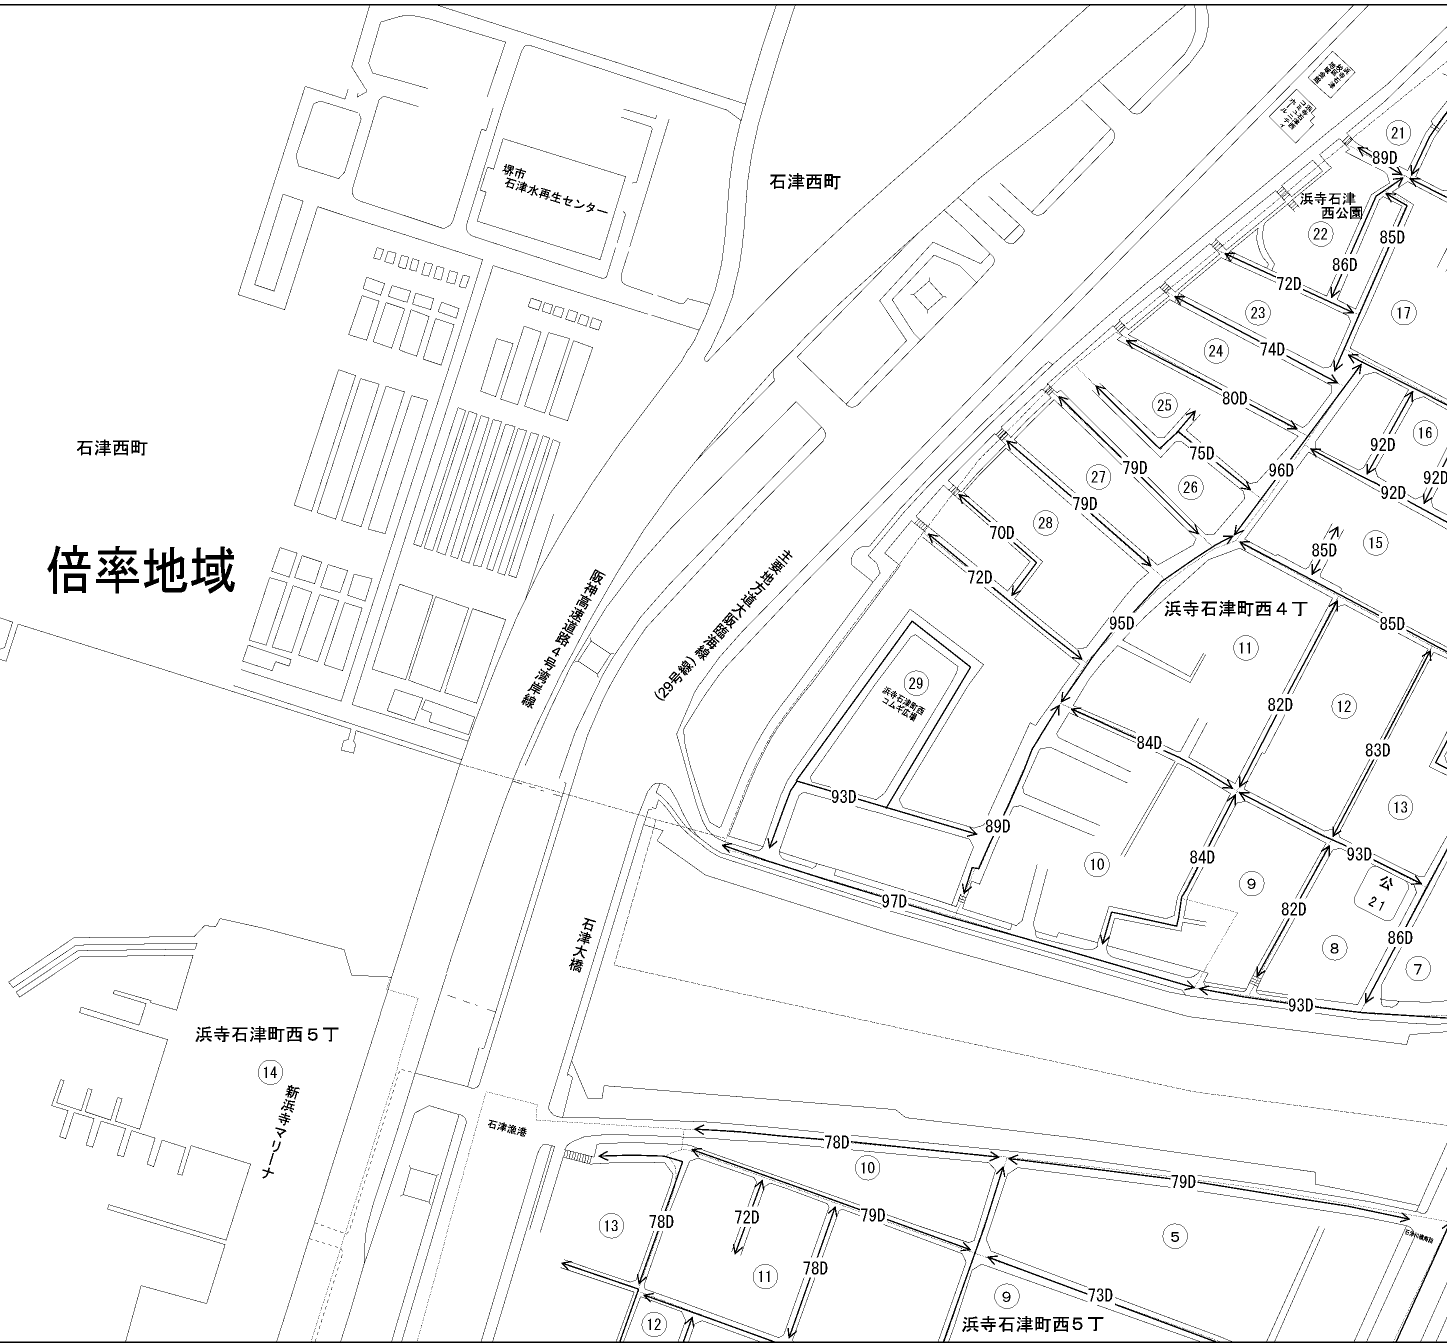 21
89D
堺市
石津水再生センター
石津西町
浜寺石津
西公園
22
85D
86D
72D
23
17
74D
24
80D
25
16
92D
75D
96D
92D
92D
石津西町
79D
27
26
79D
28
70D
15
85D
72D
倍率地域
主要地方道大阪臨海線
(29号線)
阪神高速道路4号湾岸線
浜寺石津町西4丁
95D
85D
11
29
浜寺石津町西
コムギ広場
82D
12
84D
83D
93D
13
89D
84D
93D
10
9
公
21
97D
82D
石津大橋
86D
8
7
93D
浜寺石津町西5丁
14
新浜寺マリーナ
石津漁港
78D
10
79D
13
78D
72D
79D
5
78D
11
73D
9
12
浜寺石津町西5丁